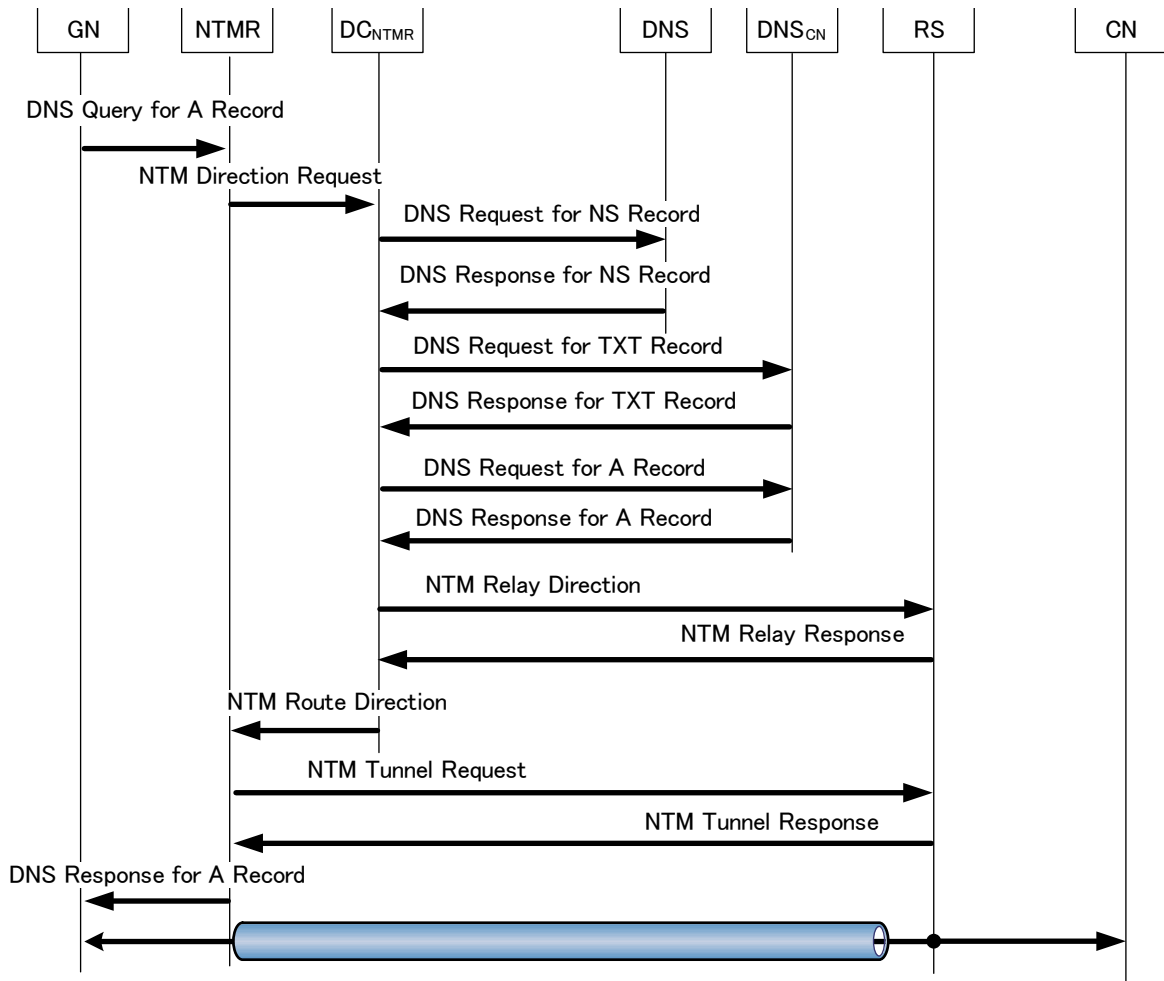 GN NTMR DCNTMR DNS DNSCN RS CN
DNS Query for A Record
NTM Direction Request
DNS Request for NS Record
DNS Response for NS Record
DNS Request for TXT Record
DNS Response for TXT Record
DNS Request for A Record
DNS Response for A Record
NTM Relay Direction
NTM Relay Response
NTM Route Direction
NTM Tunnel Request
NTM Tunnel Response
DNS Response for A Record